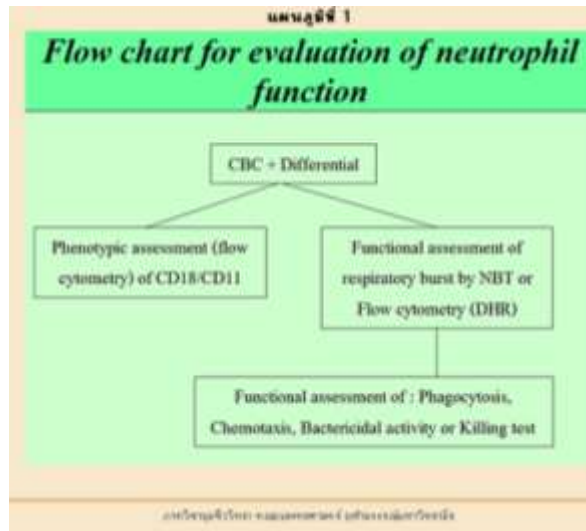 แผนภูมิที่ 1
Flow chart for evaluation of neutrophil
function
CBC + Differential
Phenotypic assessment (flow
cytometry) of CD18/CD11
Functional assessment of
respiratory burst by NBT or
Flow cytometry (DHR)
Functional assessment of : Phagocytosis,
Chemotaxis, Bactericidal activity or Killing test